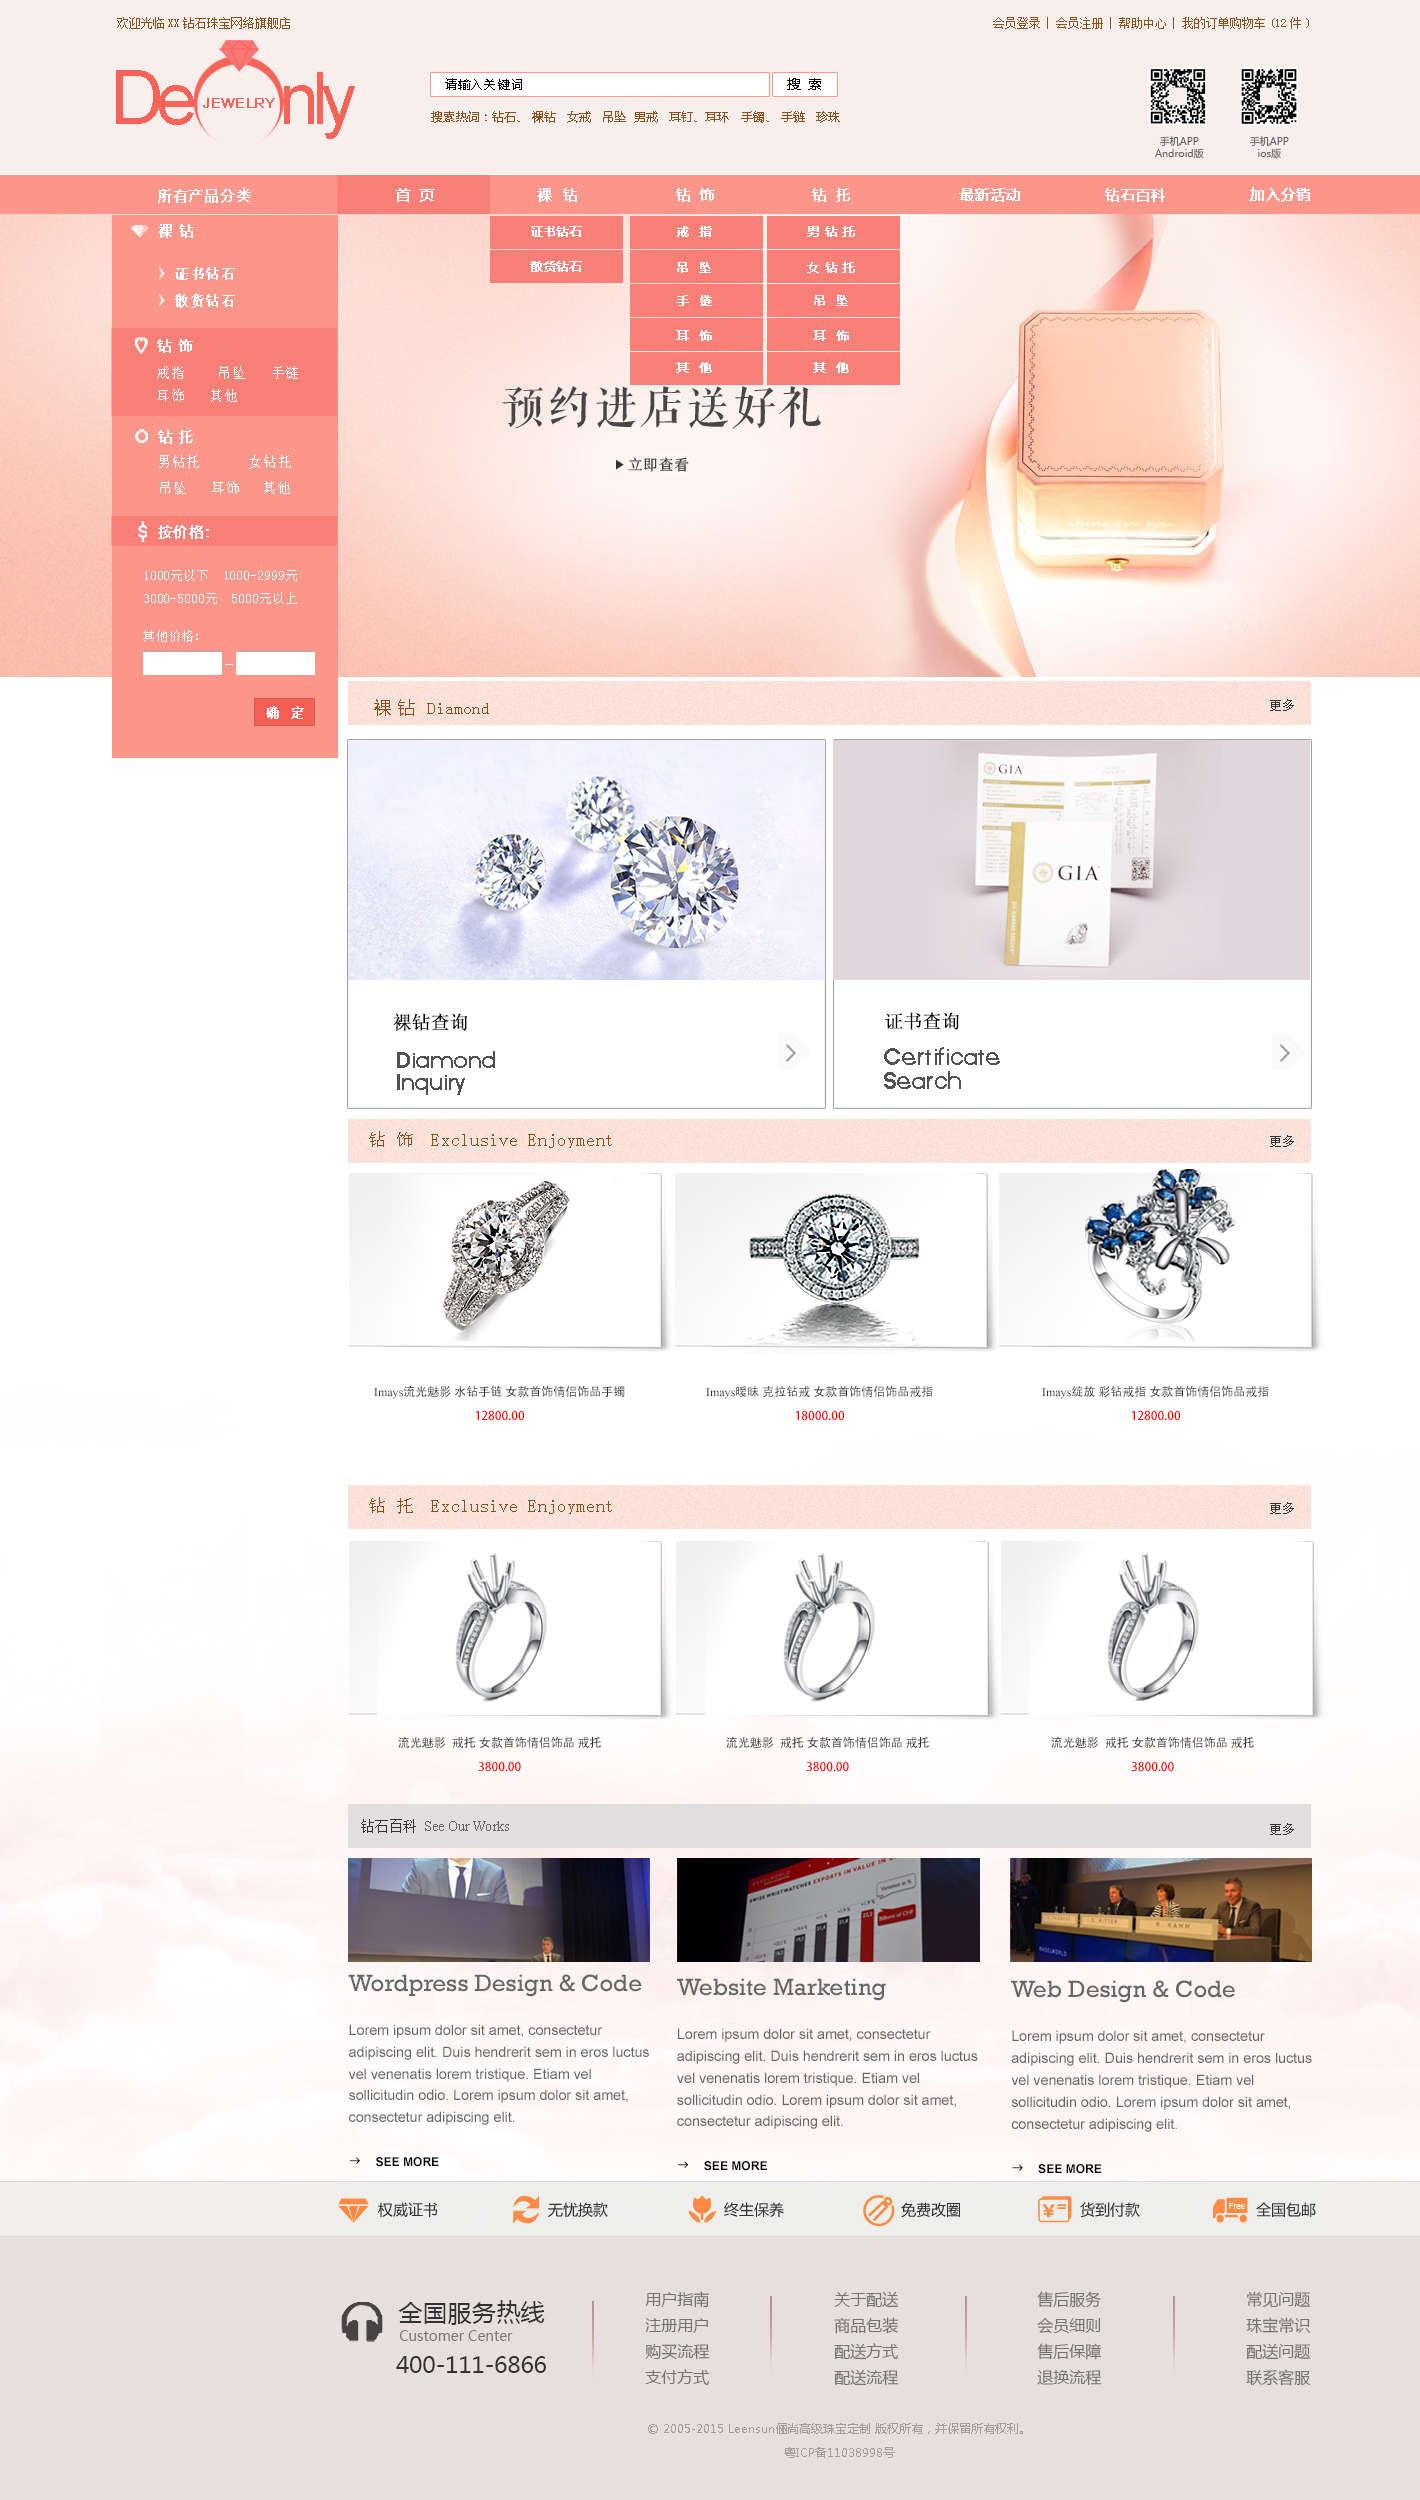 欢迎光临 XX 钻石珠宝网络旗舰店
会员登录 | 会员注册 | 帮助中心 | 我的订单购物车 (12 件 )
Deonly
JEWELRY
请输入关键词
搜 索
搜索热词：钻石、 裸钻 女戒 吊坠 男戒 耳钉、耳环 手镯、 手链 珍珠
手机APP
Android版
手机APP
ios版
所有产品分类
首 页
裸 钻
钻 饰
钻 托
最新活动
钻石百科
加入分销
裸 钻
证书钻石
散货钻石
钻 饰
戒指 吊坠 手链
耳饰 其他
钻 托
男钻托 女钻托
吊坠 耳饰 其他
$ 按价格:
1000元以下 1000-2999元
3000-5000元 5000元以上
其他价格:
–
确 定
证书钻石
散货钻石
戒 指
吊 坠
手 链
耳 饰
其 他
男 钻 托
女 钻 托
吊 坠
耳 饰
其 他
预约进店送好礼
立即查看
shine for you
裸 钻 Diamond
更多
GIA
GIA
裸钻查询
Diamond
Inquiry
证书查询
Certificate
Search
钻 饰 Exclusive Enjoyment
更多
Imays流光魅影 水钻手链 女款首饰情侣饰品手镯
12800.00
Imays暧昧 克拉钻戒 女款首饰情侣饰品戒指
18000.00
Imays绽放 彩钻戒指 女款首饰情侣饰品戒指
12800.00
钻 托 Exclusive Enjoyment
更多
流光魅影 戒托 女款首饰情侣饰品 戒托
3800.00
流光魅影 戒托 女款首饰情侣饰品 戒托
3800.00
流光魅影 戒托 女款首饰情侣饰品 戒托
3800.00
钻石百科 See Our Works
更多
SWISS WRISTWATCHES EXPORTS IN VALUE IN C
Variation in %
Billions of CHF
S. RITTER
R. KAMM
BASELWORLD
Wordpress Design & Code
Lorem ipsum dolor sit amet, consectetur
adipiscing elit. Duis hendrerit sem in eros luctus
vel venenatis lorem tristique. Etiam vel
sollicitudin odio. Lorem ipsum dolor sit amet,
consectetur adipiscing elit.
→ SEE MORE
Website Marketing
Lorem ipsum dolor sit amet, consectetur
adipiscing elit. Duis hendrerit sem in eros luctus
vel venenatis lorem tristique. Etiam vel
sollicitudin odio. Lorem ipsum dolor sit amet,
consectetur adipiscing elit.
→ SEE MORE
Web Design & Code
Lorem ipsum dolor sit amet, consectetur
adipiscing elit. Duis hendrerit sem in eros luctus
vel venenatis lorem tristique. Etiam vel
sollicitudin odio. Lorem ipsum dolor sit amet,
consectetur adipiscing elit.
→ SEE MORE
权威证书
无忧换款
终生保养
免费改圈
¥ 货到付款
Free 全国包邮
全国服务热线
Customer Center
400-111-6866
用户指南
注册用户
购买流程
支付方式
关于配送
商品包装
配送方式
配送流程
售后服务
会员细则
售后保障
退换流程
常见问题
珠宝常识
配送问题
联系客服
© 2005-2015 Leensun俪尚高级珠宝定制 版权所有，并保留所有权利。
粤ICP备11038998号